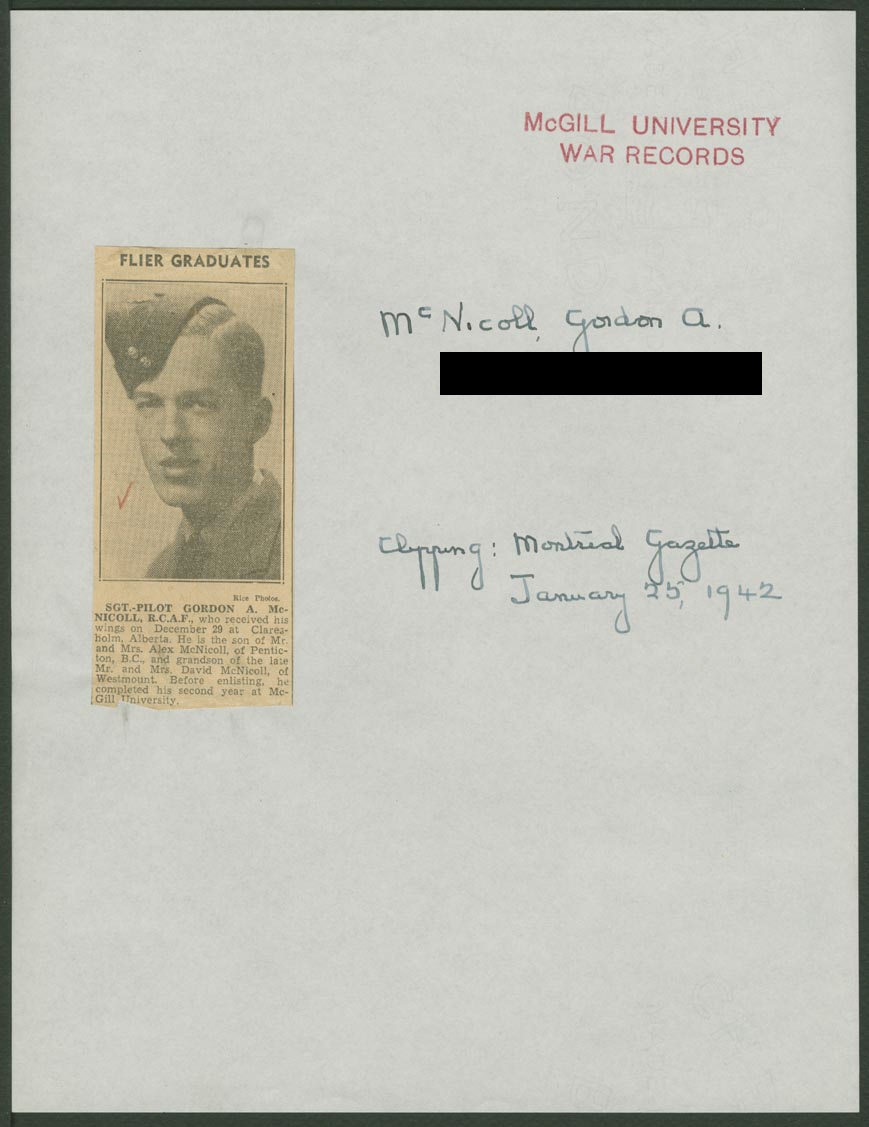 McGILL UNIVERSITY
WAR RECORDS
FLIER GRADUATES
McNicoll, Gordon A.
Clipping: Montreal Gazette
January 25, 1942
Rice Photos.
SGT.-PILOT GORDON A. Mc-
NICOLL, R.C.A.F., who received his
wings on December 29 at Clares-
holm, Alberta. He is the son of Mr.
and Mrs. Alex McNicoll, of Pentic-
ton, B.C., and grandson of the late
Mr. and Mrs. David McNicoll, of
Westmount. Before enlisting, he
completed his second year at Mc-
Gill University.